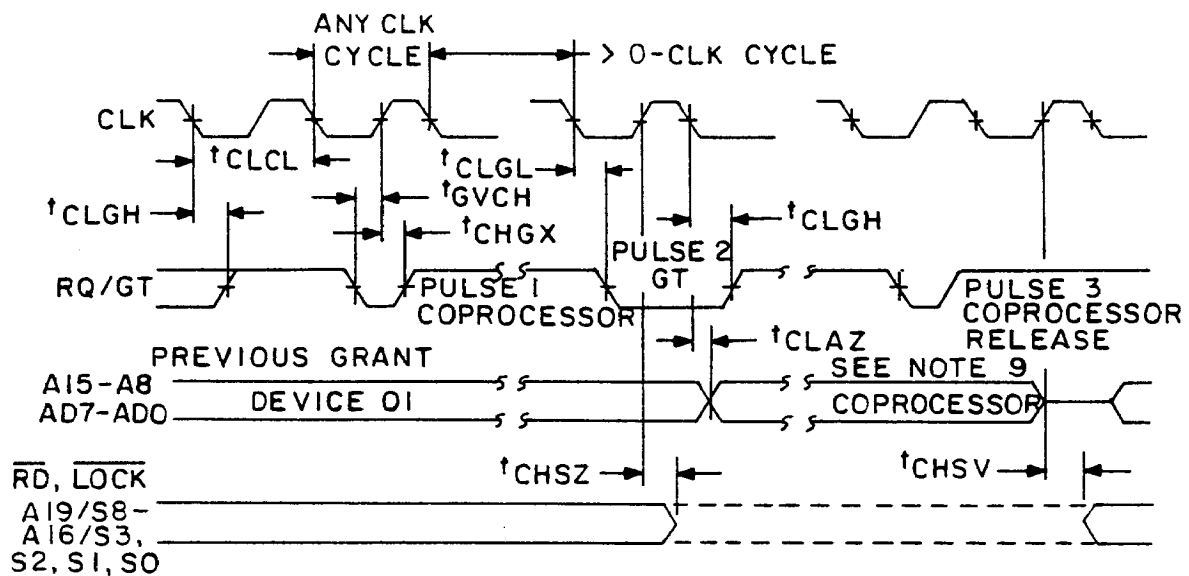 ANY CLK
CYCLE
> 0-CLK CYCLE
CLK
tCLCL
tCLGL
tGVCH
tCLGH
tCHGX
tCLGH
PULSE 2
GT
RQ/GT
PULSE 1
COPROCESSOR
PULSE 3
COPROCESSOR
RELEASE
tCLAZ
PREVIOUS GRANT
SEE NOTE 9
A15-A8
AD7-AD0
DEVICE 01
COPROCESSOR
tCHSZ
tCHSV
RD, LOCK
A19/S8-
A16/S3,
S2, S1, S0